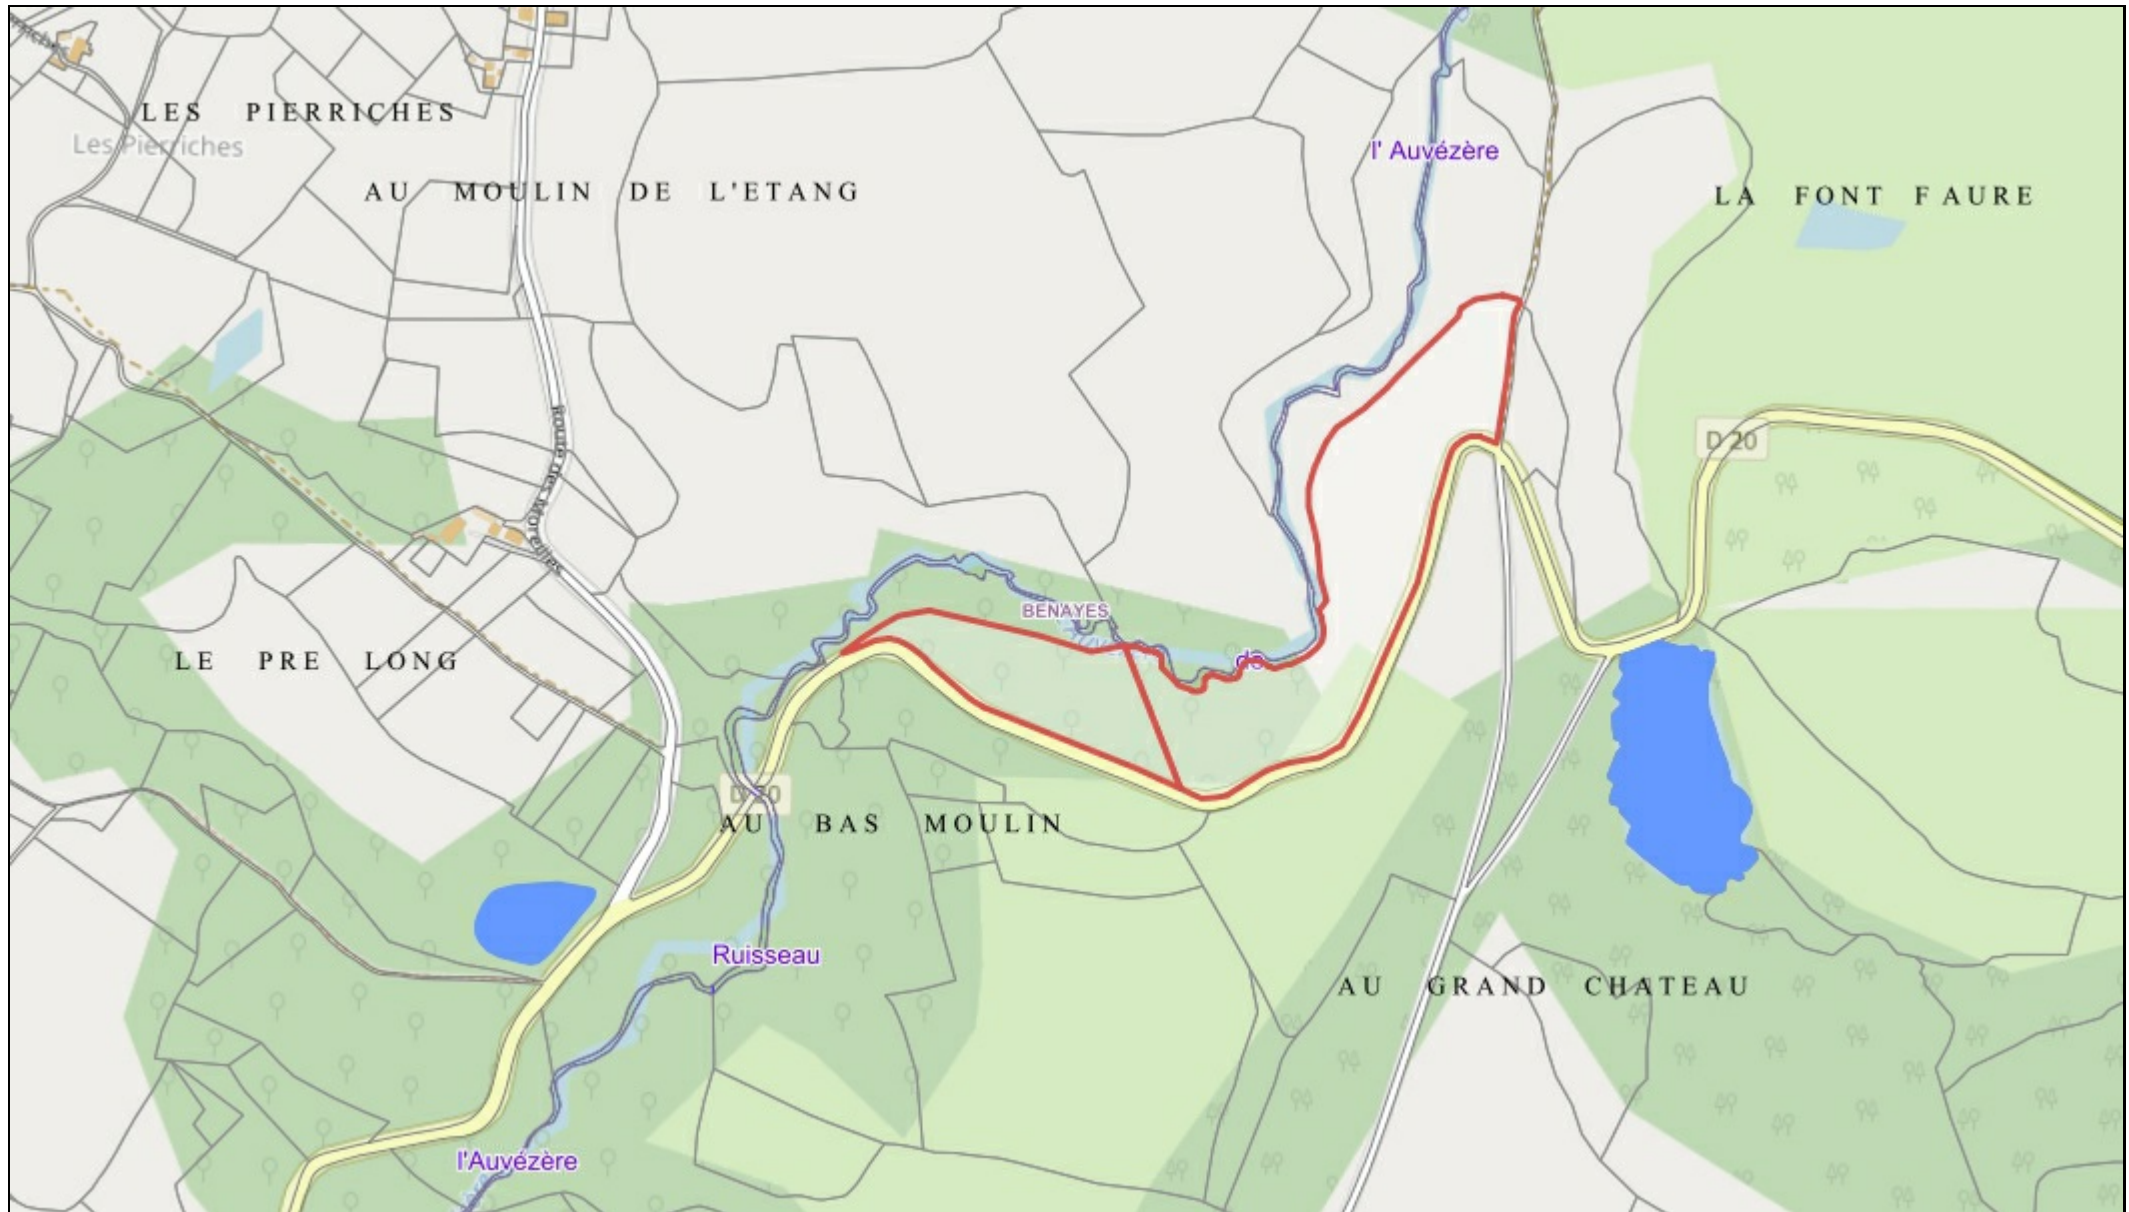 LES PIERRICHES
Les Pierriches
l' Auvézère
AU MOULIN DE L'ETANG
LA FONT FAURE
Route des Moreilles
D 20
BENAYES
LE PRE LONG
de
D 20
AU BAS MOULIN
Ruisseau
AU GRAND CHATEAU
l'Auvézère